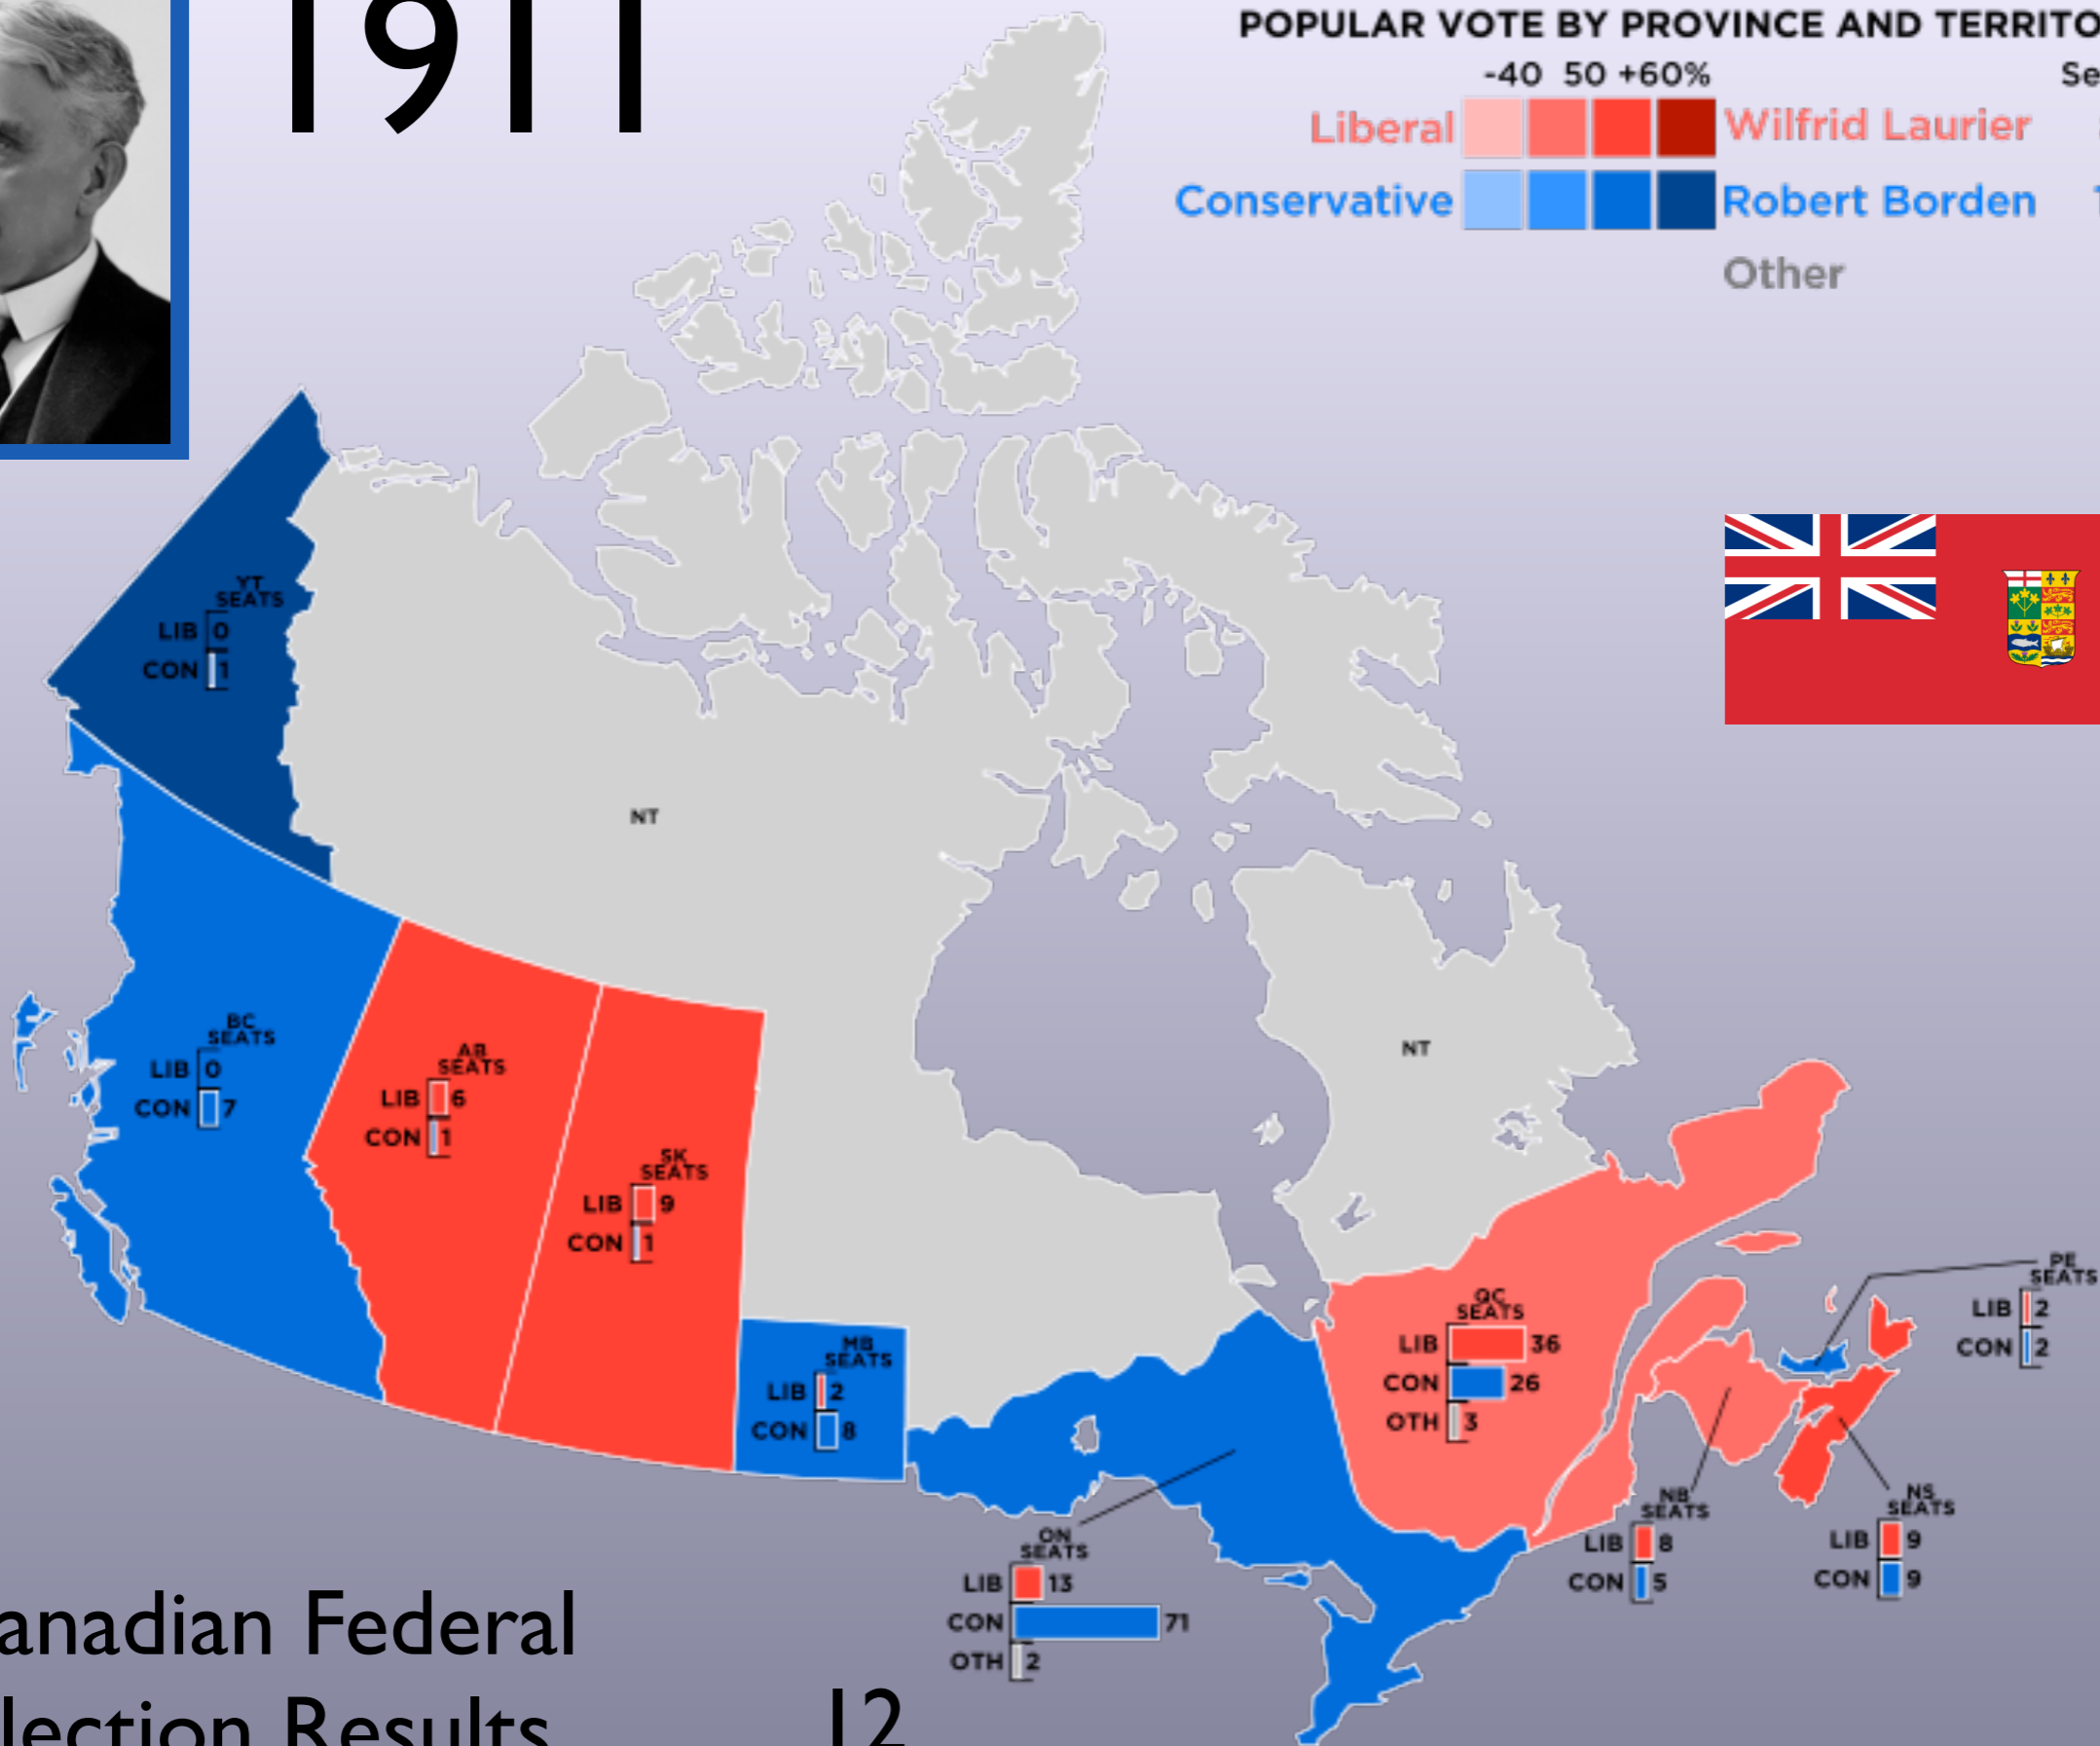 1911
POPULAR VOTE BY PROVINCE AND TERRITO
-40 50 +60%
Se
Liberal
Wilfrid Laurier
Conservative
Robert Borden
1
Other
YT
SEATS
LIB 0
CON 1
NT
NT
BC
SEATS
LIB 0
CON 7
AB
SEATS
LIB 6
CON 1
SK
SEATS
LIB 9
CON 1
MB
SEATS
LIB 2
CON 8
QC
SEATS
LIB 36
CON 26
OTH 3
PE
SEATS
LIB 2
CON 2
NB
SEATS
LIB 8
CON 5
NS
SEATS
LIB 9
CON 9
ON
SEATS
LIB 13
CON 71
OTH 2
anadian Federal
lection Results
12